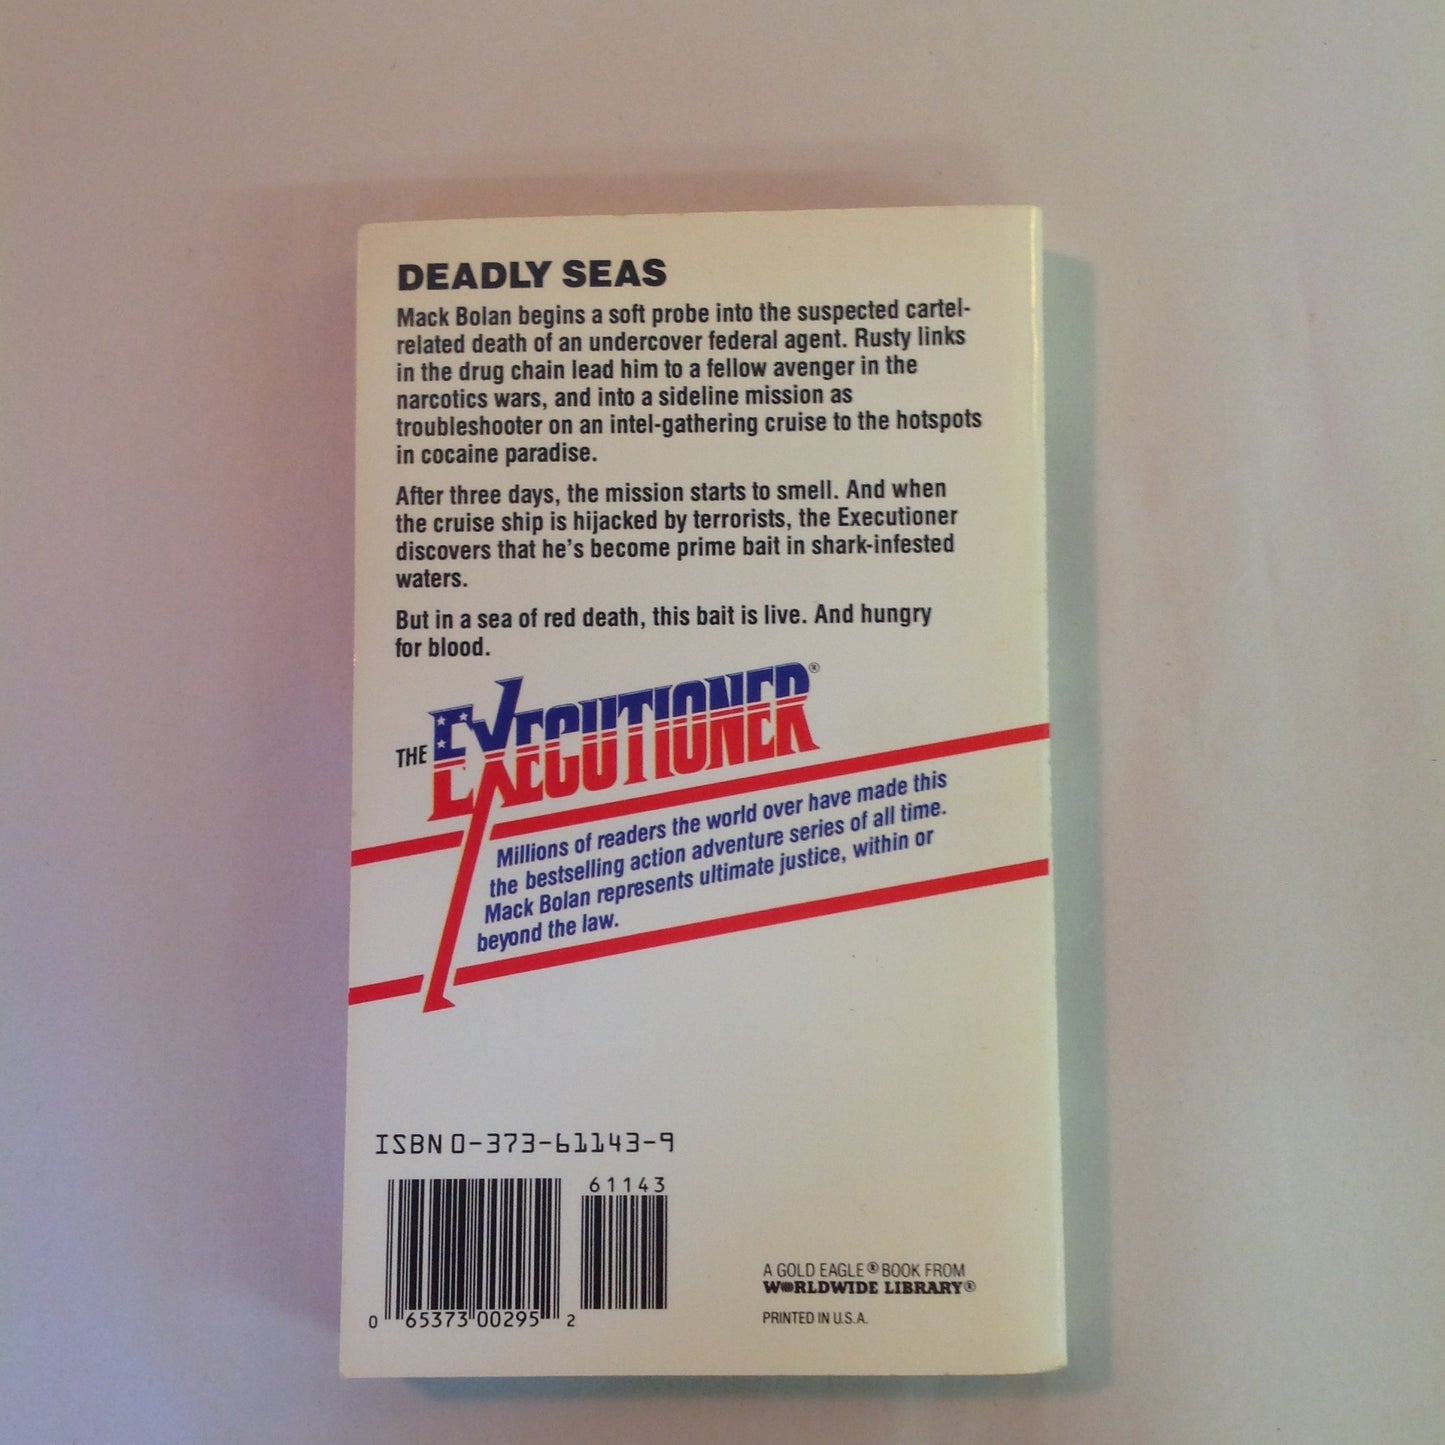 DEADLY SEAS
Mack Bolan begins a soft probe into the suspected cartel-
related death of an undercover federal agent. Rusty links
in the drug chain lead him to a fellow avenger in the
narcotics wars, and into a sideline mission as
troubleshooter on an intel-gathering cruise to the hotspots
in cocaine paradise.
After three days, the mission starts to smell. And when
the cruise ship is hijacked by terrorists, the Executioner
discovers that he's become prime bait in shark-infested
waters.
But in a sea of red death, this bait is live. And hungry
for blood.
THE EXECUTIONER®
Millions of readers the world over have made this
the bestselling action adventure series of all time.
Mack Bolan represents ultimate justice, within or
beyond the law.
ISBN 0-373-61143-9
61143
0 65373 00295 2
A GOLD EAGLE® BOOK FROM
WORLDWIDE LIBRARY®
PRINTED IN U.S.A.